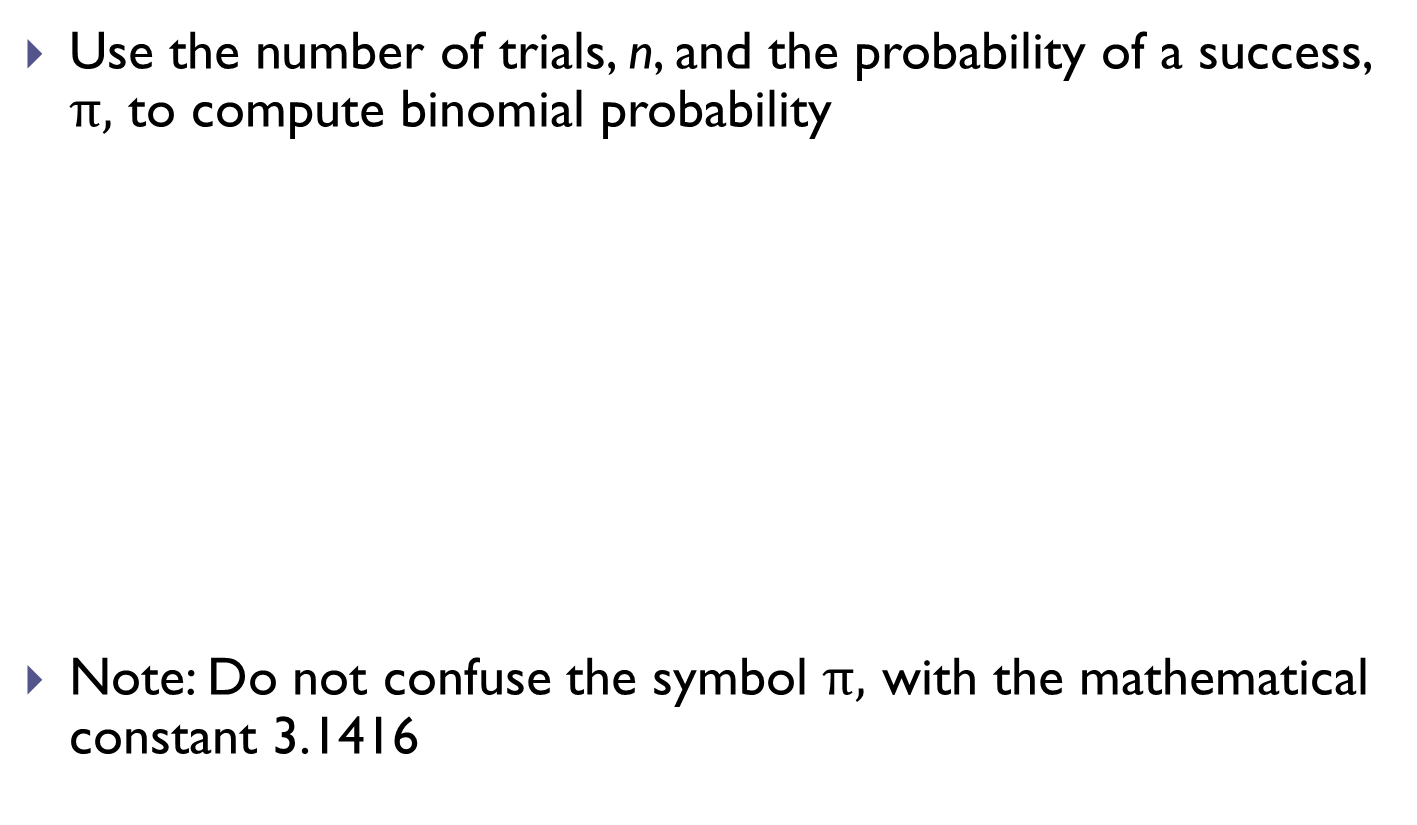 Use the number of trials, n, and the probability of a success,
π, to compute binomial probability
Note: Do not confuse the symbol π, with the mathematical
constant 3.1416